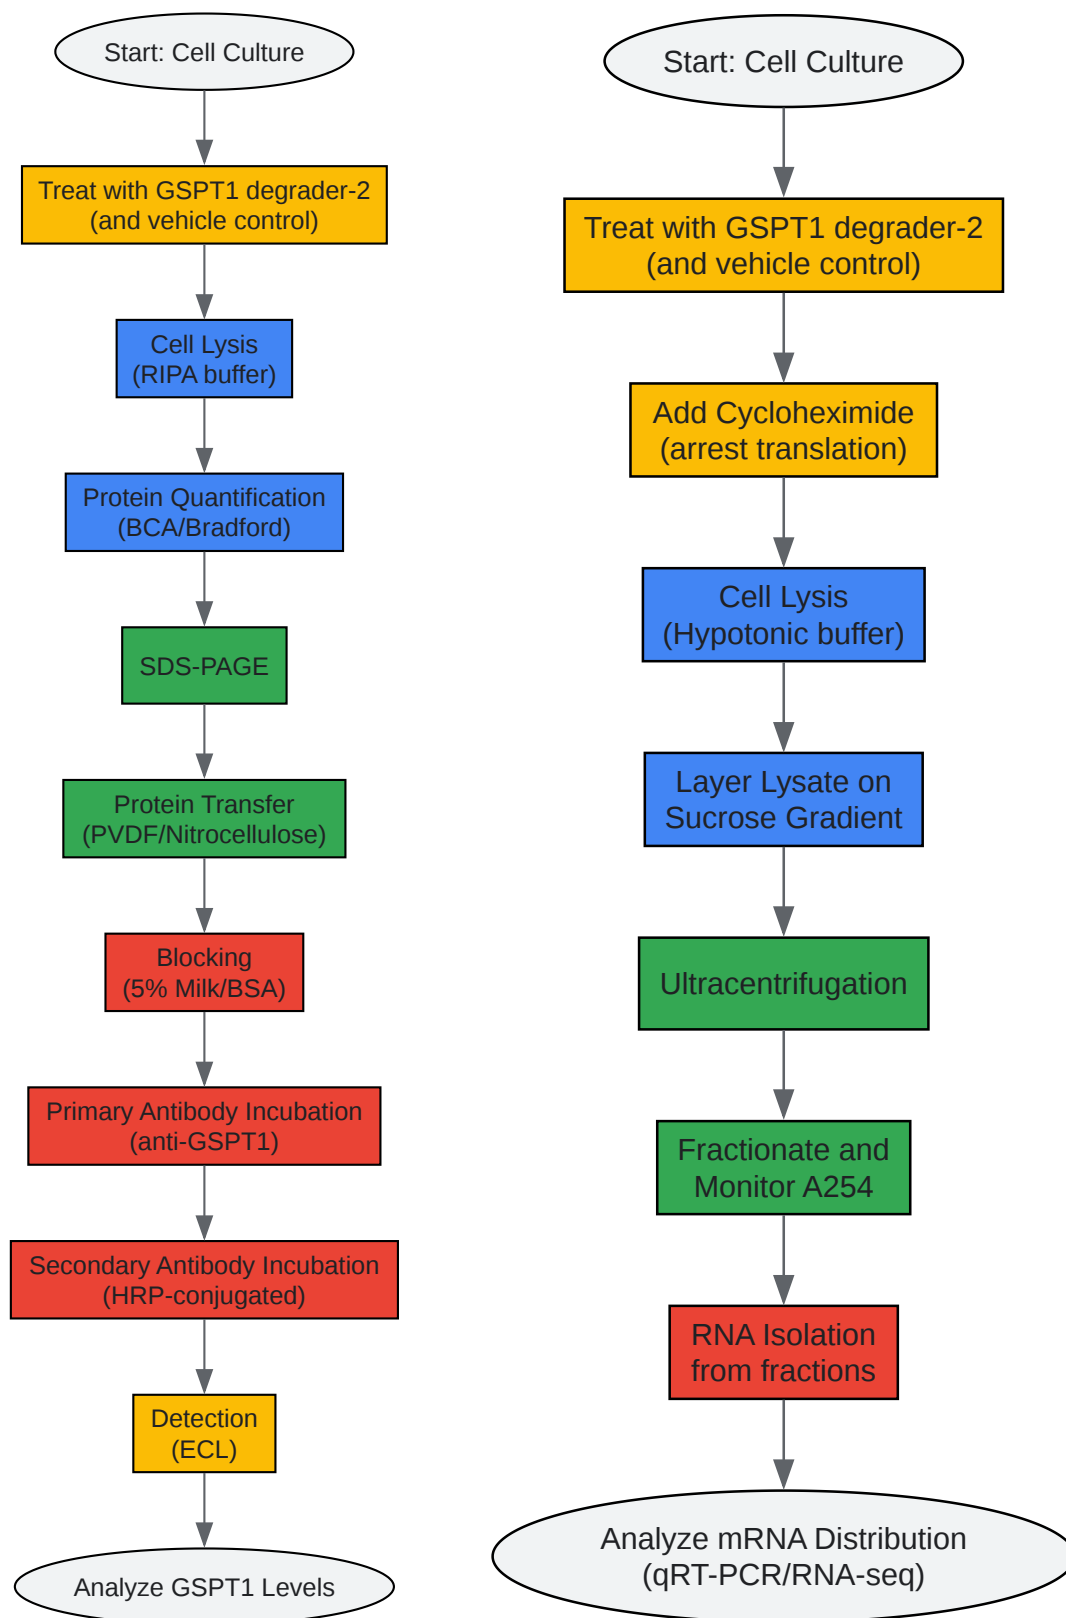 Start: Cell Culture
Treat with GSPT1 degrader-2
(and vehicle control)
Cell Lysis
(RIPA buffer)
Protein Quantification
(BCA/Bradford)
SDS-PAGE
Protein Transfer
(PVDF/Nitrocellulose)
Blocking
(5% Milk/BSA)
Primary Antibody Incubation
(anti-GSPT1)
Secondary Antibody Incubation
(HRP-conjugated)
Detection
(ECL)
Analyze GSPT1 Levels
Start: Cell Culture
Treat with GSPT1 degrader-2
(and vehicle control)
Add Cycloheximide
(arrest translation)
Cell Lysis
(Hypotonic buffer)
Layer Lysate on
Sucrose Gradient
Ultracentrifugation
Fractionate and
Monitor A254
RNA Isolation
from fractions
Analyze mRNA Distribution
(qRT-PCR/RNA-seq)